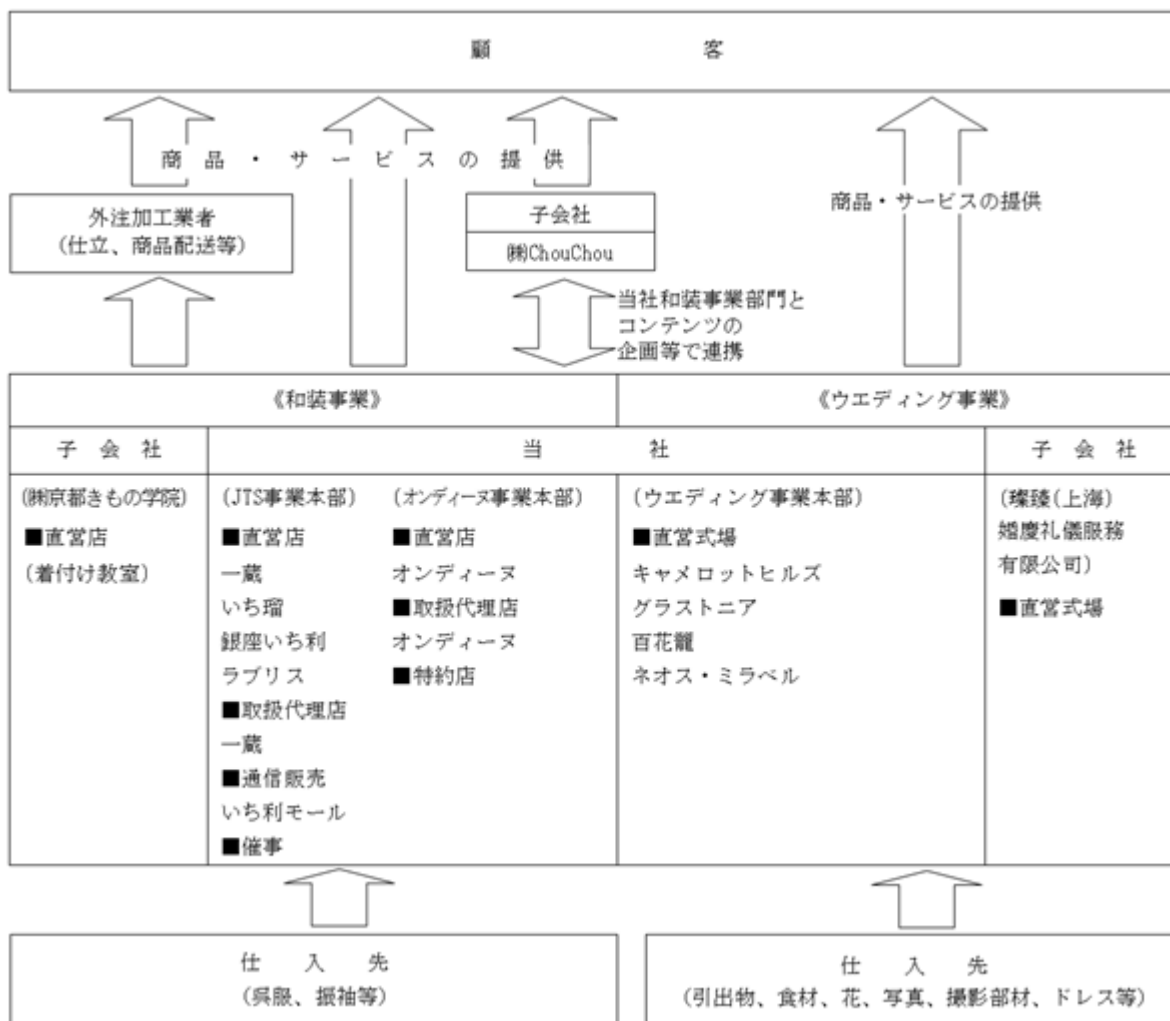 顧客
商品・サービスの提供
外注加工業者
(仕立、商品配送等)
子会社
㈱ChouChou
商品・サービスの提供
当社和装事業部門と
コンテンツの
企画等で連携
《和装事業》
《ウエディング事業》
子会社
当社
子会社
(㈱京都きもの学院)
■直営店
(着付け教室)
(JTS事業本部)
■直営店
一蔵
いち瑠
銀座いち利
ラブリス
■取扱代理店
一蔵
■通信販売
いち利モール
■催事
(オンディーヌ事業本部)
■直営店
オンディーヌ
■取扱代理店
オンディーヌ
■特約店
(ウエディング事業本部)
■直営式場
キャメロットヒルズ
グラストニア
百花籠
ネオス・ミラベル
(璨臻(上海)
婚慶礼儀服務
有限公司)
■直営式場
仕入先
(呉服、振袖等)
仕入先
(引出物、食材、花、写真、撮影部材、ドレス等)